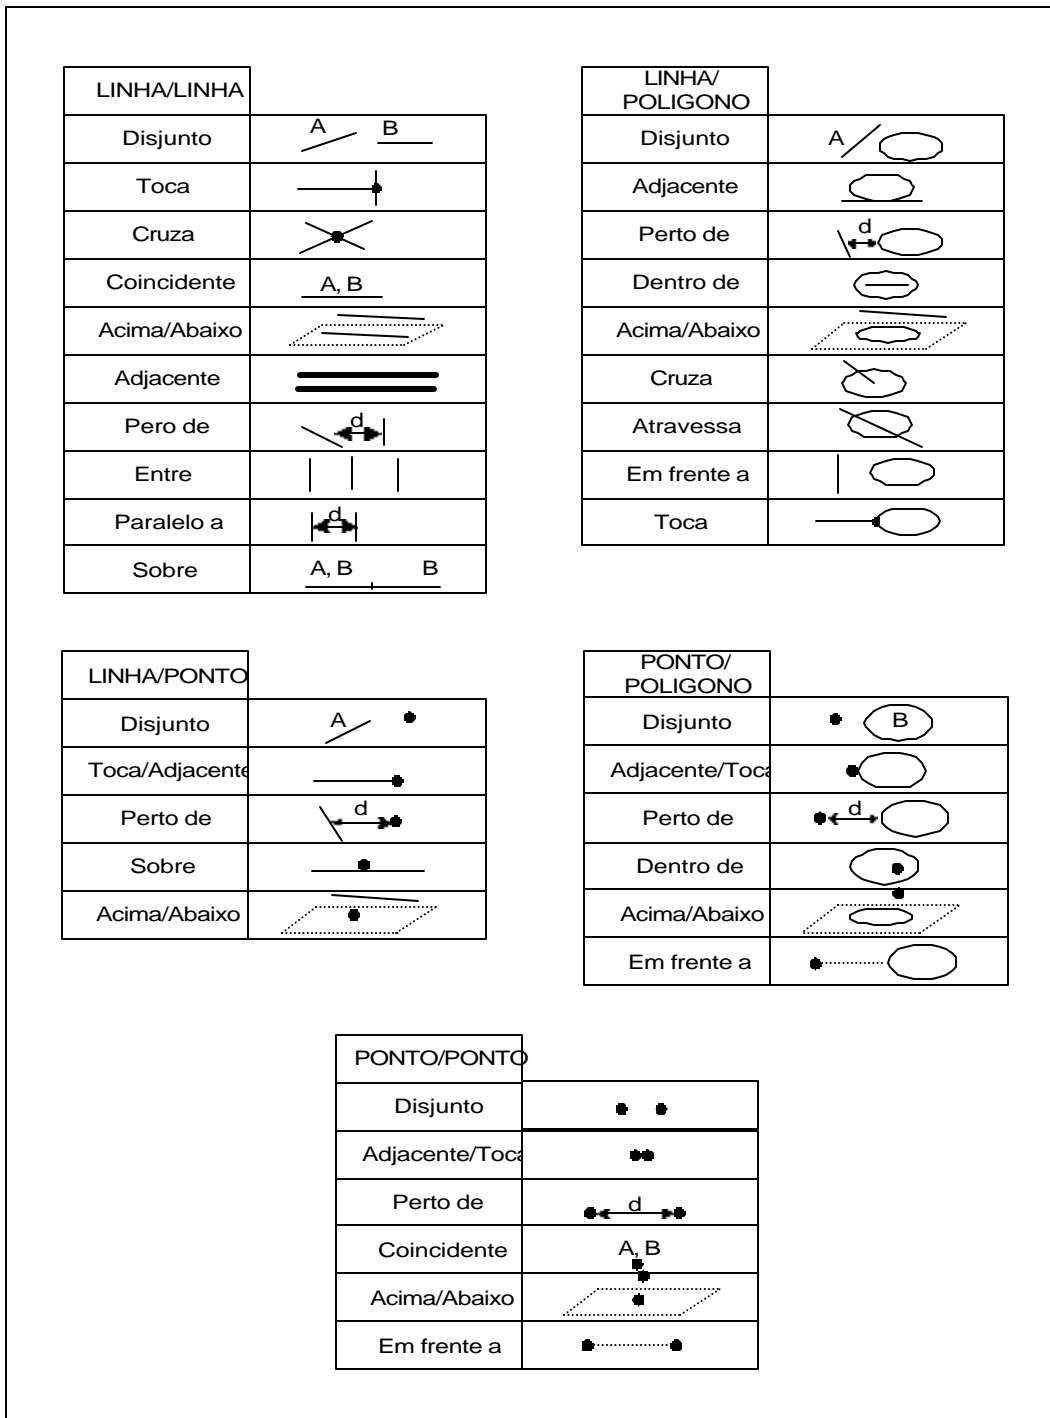 LINHA/LINHA
Disjunto
A B
Toca
Cruza
Coincidente
A, B
Acima/Abaixo
Adjacente
Pero de
d
Entre
Paralelo a
d
Sobre
A, B B
LINHA/
POLIGONO
Disjunto
A
Adjacente
Perto de
d
Dentro de
Acima/Abaixo
Cruza
Atravessa
Em frente a
Toca
LINHA/PONTO
Disjunto
A
Toca/Adjacente
Perto de
d
Sobre
Acima/Abaixo
PONTO/
POLIGONO
Disjunto
B
Adjacente/Toca
Perto de
d
Dentro de
Acima/Abaixo
Em frente a
PONTO/PONTO
Disjunto
Adjacente/Toca
Perto de
d
Coincidente
A, B
Acima/Abaixo
Em frente a